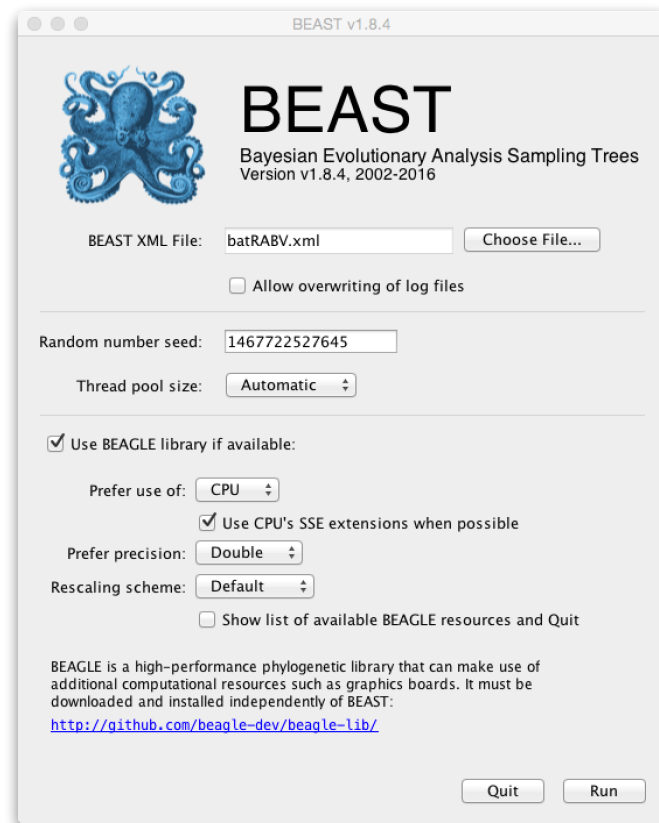 BEAST v1.8.4
BEAST
Bayesian Evolutionary Analysis Sampling Trees
Version v1.8.4, 2002-2016
BEAST XML File: batRABV.xml Choose File...
Allow overwriting of log files
Random number seed: 1467722527645
Thread pool size: Automatic
Use BEAGLE library if available:
Prefer use of: CPU
Use CPU's SSE extensions when possible
Prefer precision: Double
Rescaling scheme: Default
Show list of available BEAGLE resources and Quit
BEAGLE is a high-performance phylogenetic library that can make use of
additional computational resources such as graphics boards. It must be
downloaded and installed independently of BEAST:
http://github.com/beagle-dev/beagle-lib/
Quit Run